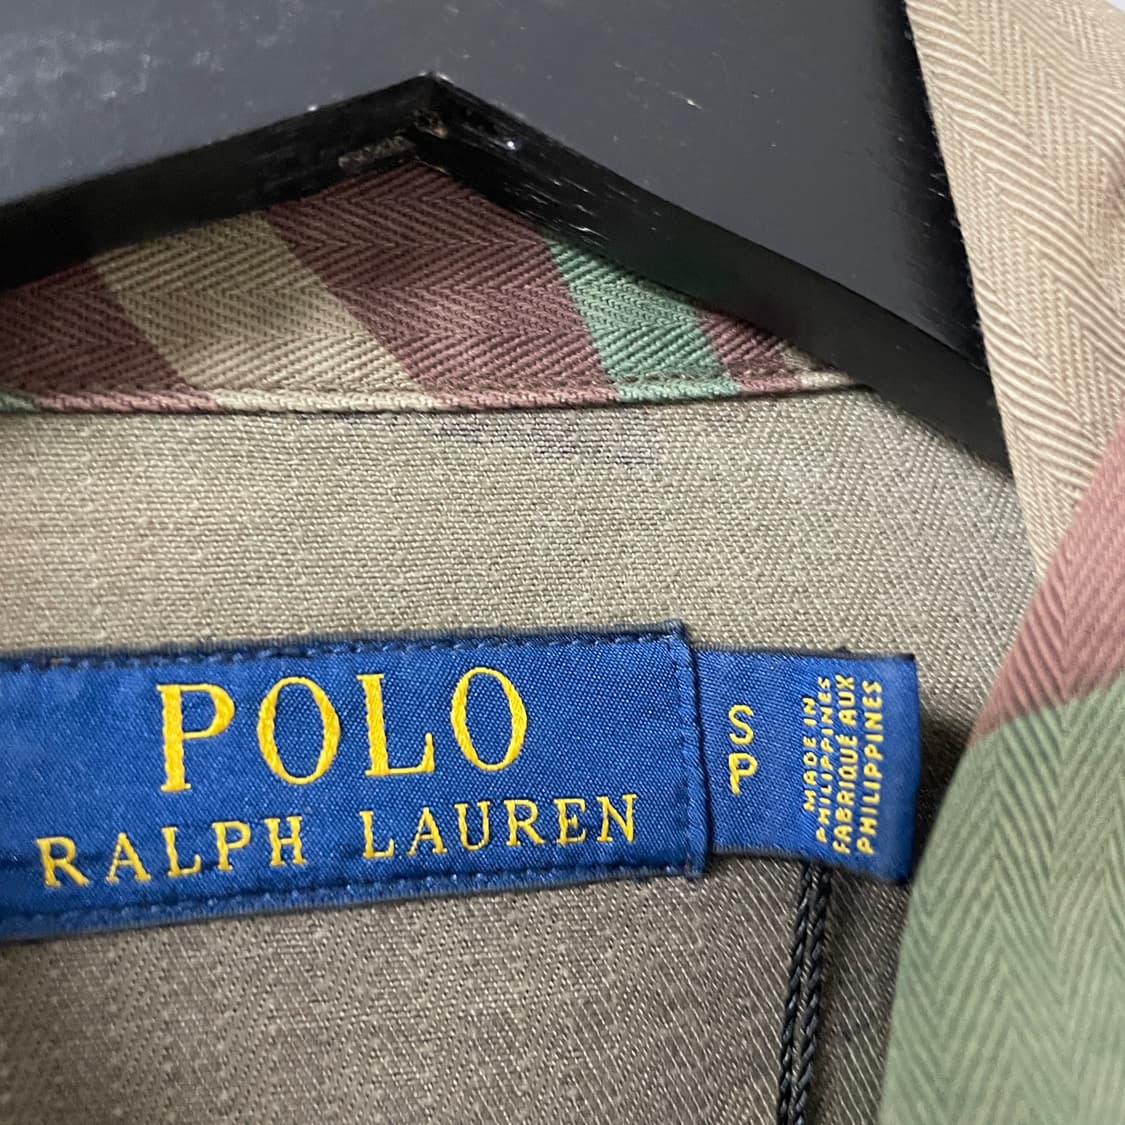 POLO
RALPH LAUREN
S
P
MADE IN
PHILIPPINES
FABRIQUÉ AUX
PHILIPPINES